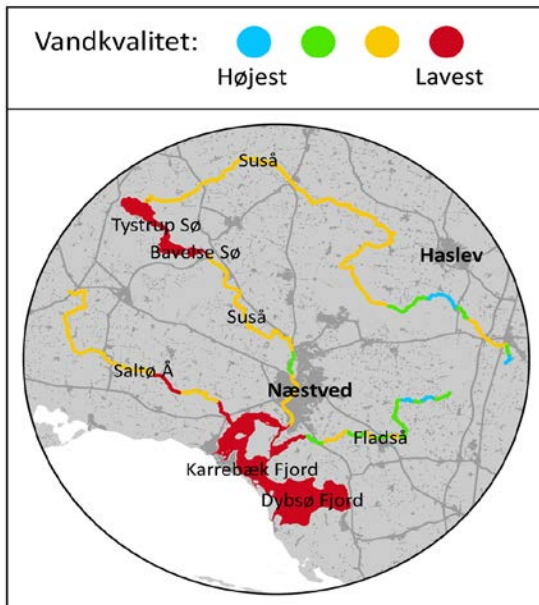 Vandkvalitet:
Højest
Lavest
Suså
Tystrup Sø
Bavelse Sø
Haslev
Suså
Saltø Å
Næstved
Fladså
Karrebæk Fjord
Dybsø Fjord